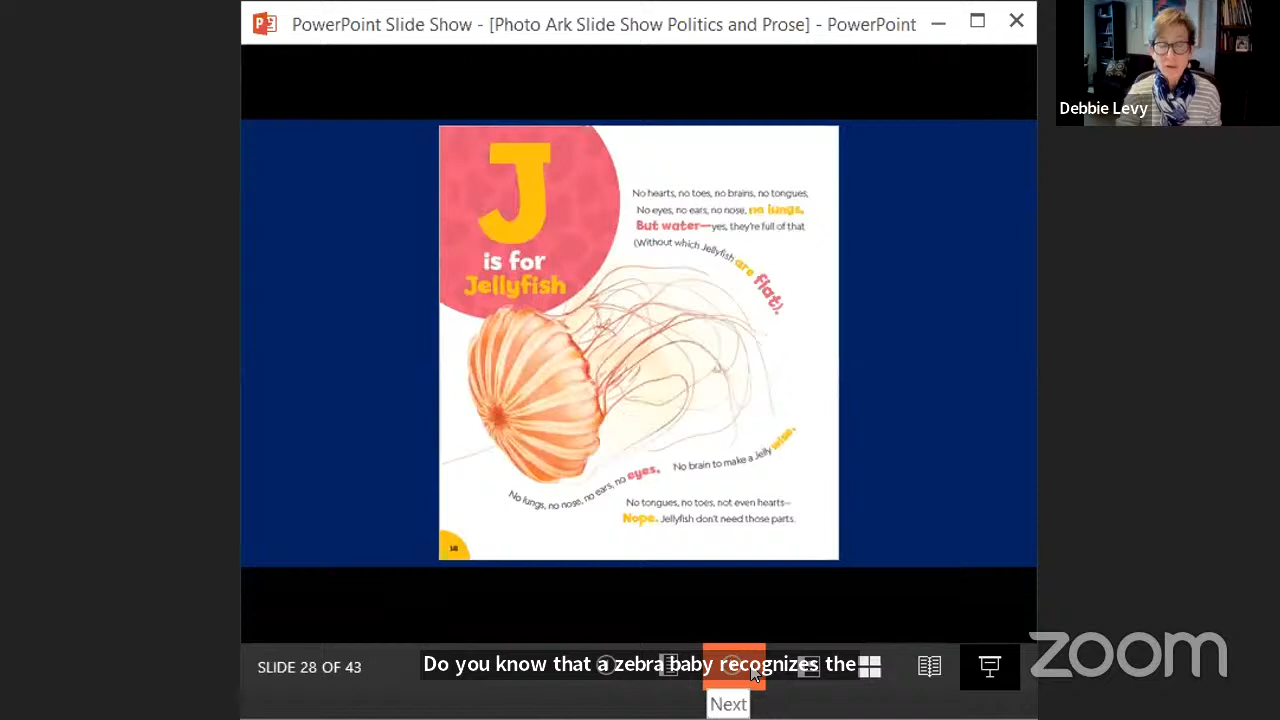 PowerPoint Slide Show - [Photo Ark Slide Show Politics and Prose] - PowerPoint
Debbie Levy
J
is for
Jellyfish
No hearts, no toes, no brains, no tongues,
No eyes, no ears, no nose, no lungs.
But water—yes, they're full of that
(Without which Jellyfish are flat).
No lungs, no nose, no ears, no eyes.
No brain to make a Jelly wise.
No tongues, no toes, not even hearts—
Nope. Jellyfish don't need those parts.
SLIDE 28 OF 43
Do you know that a zebra baby recognizes the
Next
zoom